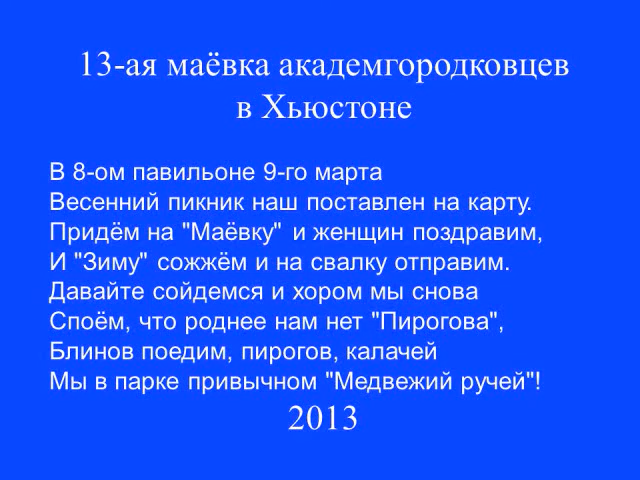 13-ая маёвка академгородковцев
в Хьюстоне
В 8-ом павильоне 9-го марта
Весенний пикник наш поставлен на карту.
Придём на "Маёвку" и женщин поздравим,
И "Зиму" сожжём и на свалку отправим.
Давайте сойдемся и хором мы снова
Споём, что роднее нам нет "Пирогова",
Блинов поедим, пирогов, калачей
Мы в парке привычном "Медвежий ручей"!
2013